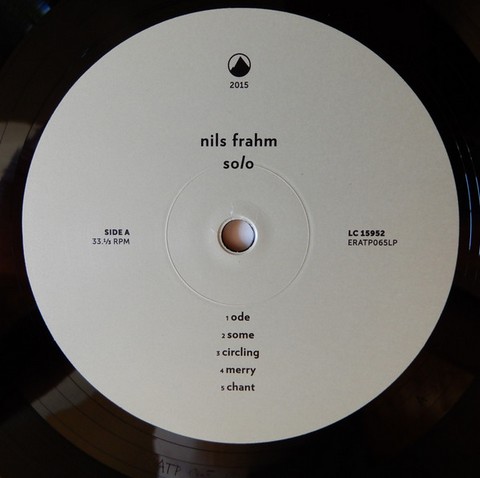 2015
nils frahm
solo
SIDE A
33.⅓ RPM
LC 15952
ERATP065LP
1 ode
2 some
3 circling
4 merry
5 chant
ATP